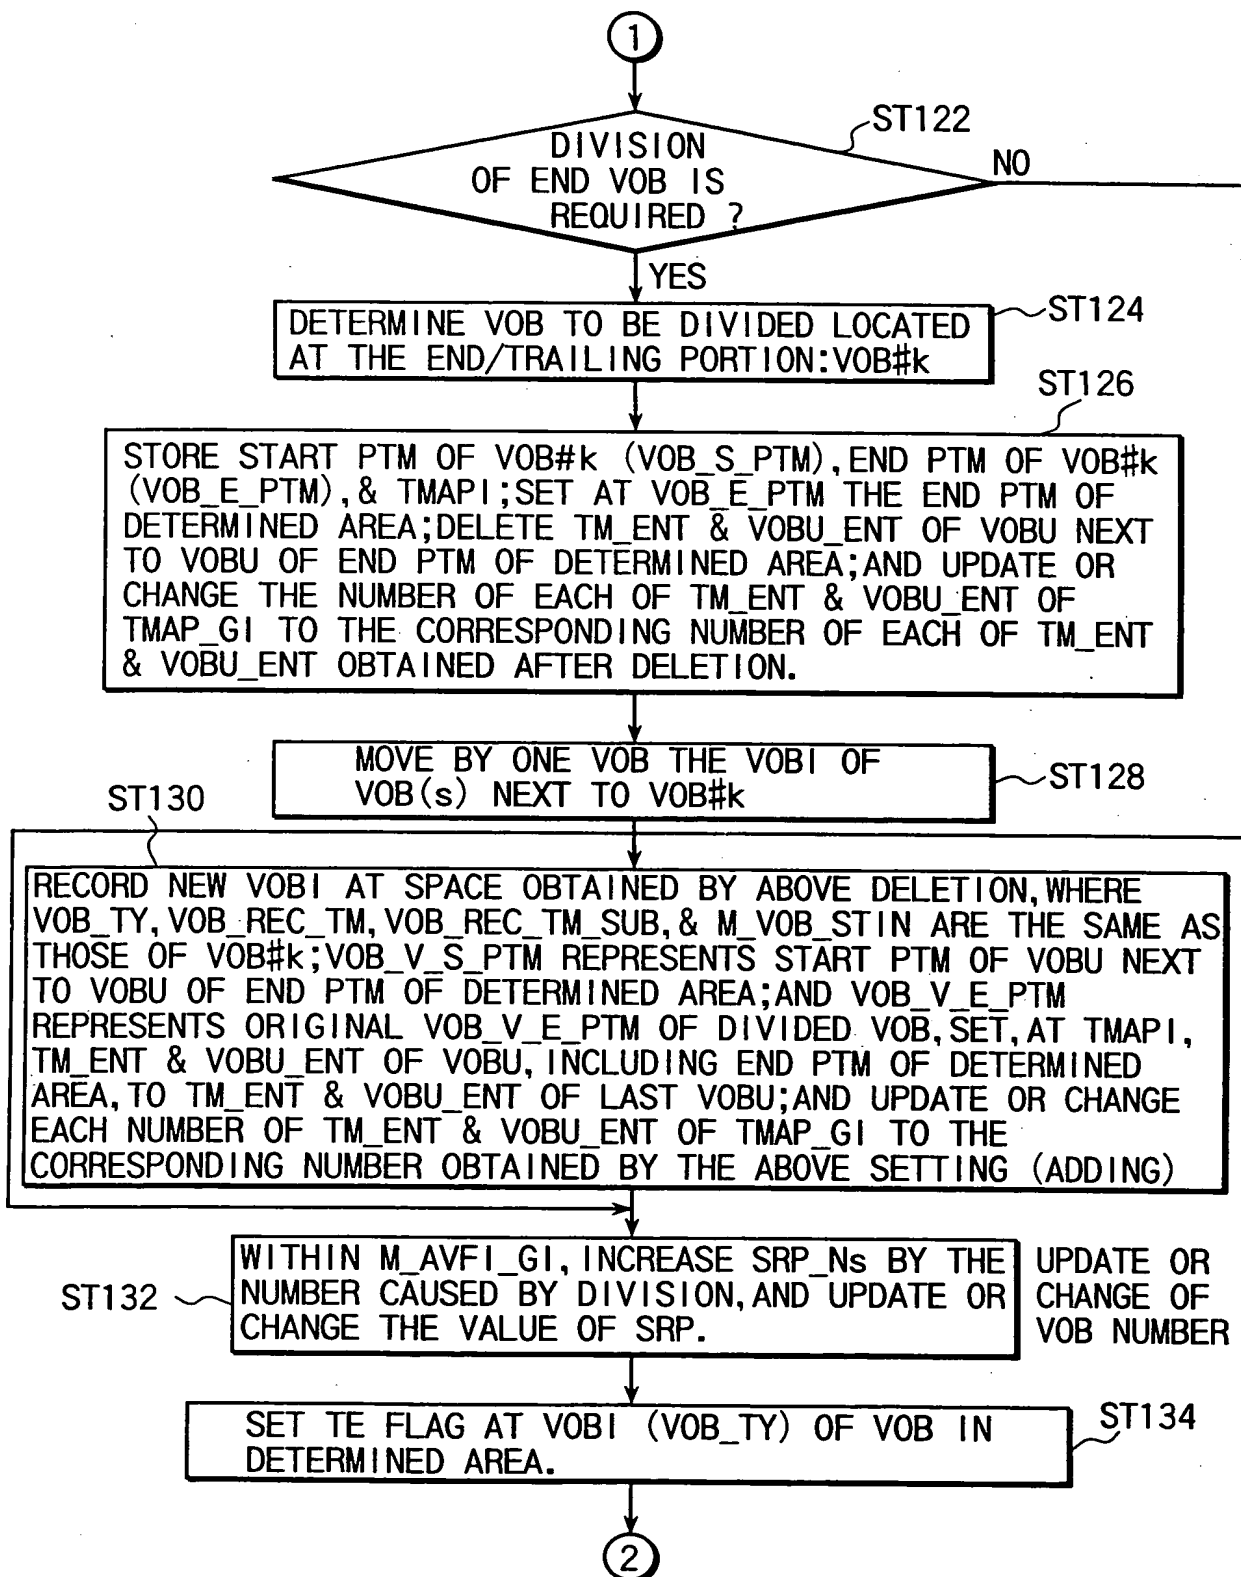 1
ST122
DIVISION
OF END VOB IS
REQUIRED ?
NO
YES
ST124
DETERMINE VOB TO BE DIVIDED LOCATED
AT THE END/TRAILING PORTION:VOB#k
ST126
STORE START PTM OF VOB#k (VOB_S_PTM),END PTM OF VOB#k
(VOB_E_PTM),& TMAPI;SET AT VOB_E_PTM THE END PTM OF
DETERMINED AREA;DELETE TM_ENT & VOBU_ENT OF VOBU NEXT
TO VOBU OF END PTM OF DETERMINED AREA;AND UPDATE OR
CHANGE THE NUMBER OF EACH OF TM_ENT & VOBU_ENT OF
TMAP_GI TO THE CORRESPONDING NUMBER OF EACH OF TM_ENT
& VOBU_ENT OBTAINED AFTER DELETION.
MOVE BY ONE VOB THE VOBI OF
VOB(s) NEXT TO VOB#k
ST128
ST130
RECORD NEW VOBI AT SPACE OBTAINED BY ABOVE DELETION,WHERE
VOB_TY,VOB_REC_TM,VOB_REC_TM_SUB,& M_VOB_STIN ARE THE SAME AS
THOSE OF VOB#k;VOB_V_S_PTM REPRESENTS START PTM OF VOBU NEXT
TO VOBU OF END PTM OF DETERMINED AREA;AND VOB_V_E_PTM
REPRESENTS ORIGINAL VOB_V_E_PTM OF DIVIDED VOB,SET,AT TMAPI,
TM_ENT & VOBU_ENT OF VOBU,INCLUDING END PTM OF DETERMINED
AREA,TO TM_ENT & VOBU_ENT OF LAST VOBU;AND UPDATE OR CHANGE
EACH NUMBER OF TM_ENT & VOBU_ENT OF TMAP_GI TO THE
CORRESPONDING NUMBER OBTAINED BY THE ABOVE SETTING (ADDING)
WITHIN M_AVFI_GI,INCREASE SRP_Ns BY THE
NUMBER CAUSED BY DIVISION,AND UPDATE OR
CHANGE THE VALUE OF SRP.
ST132
UPDATE OR
CHANGE OF
VOB NUMBER
SET TE FLAG AT VOBI (VOB_TY) OF VOB IN
DETERMINED AREA.
ST134
2